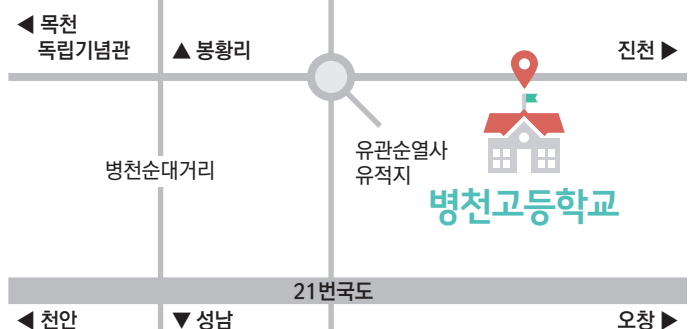 ◀ 목천
독립기념관
▲ 봉황리
진천 ▶
병천순대거리
유관순열사
유적지
병천고등학교
21번국도
◀ 천안
▼ 성남
오창 ▶